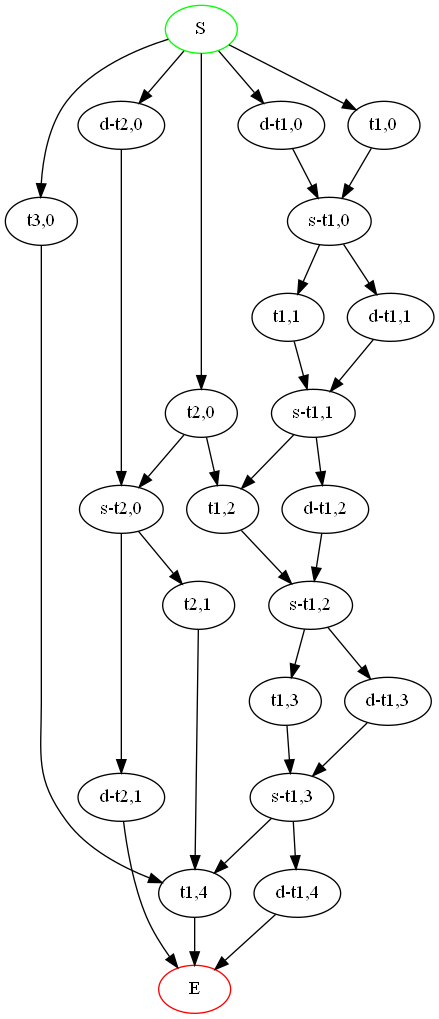 S
d-t2,0
d-t1,0
t1,0
t3,0
s-t1,0
t1,1
d-t1,1
t2,0
s-t1,1
s-t2,0
t1,2
d-t1,2
t2,1
s-t1,2
t1,3
d-t1,3
d-t2,1
s-t1,3
t1,4
d-t1,4
E